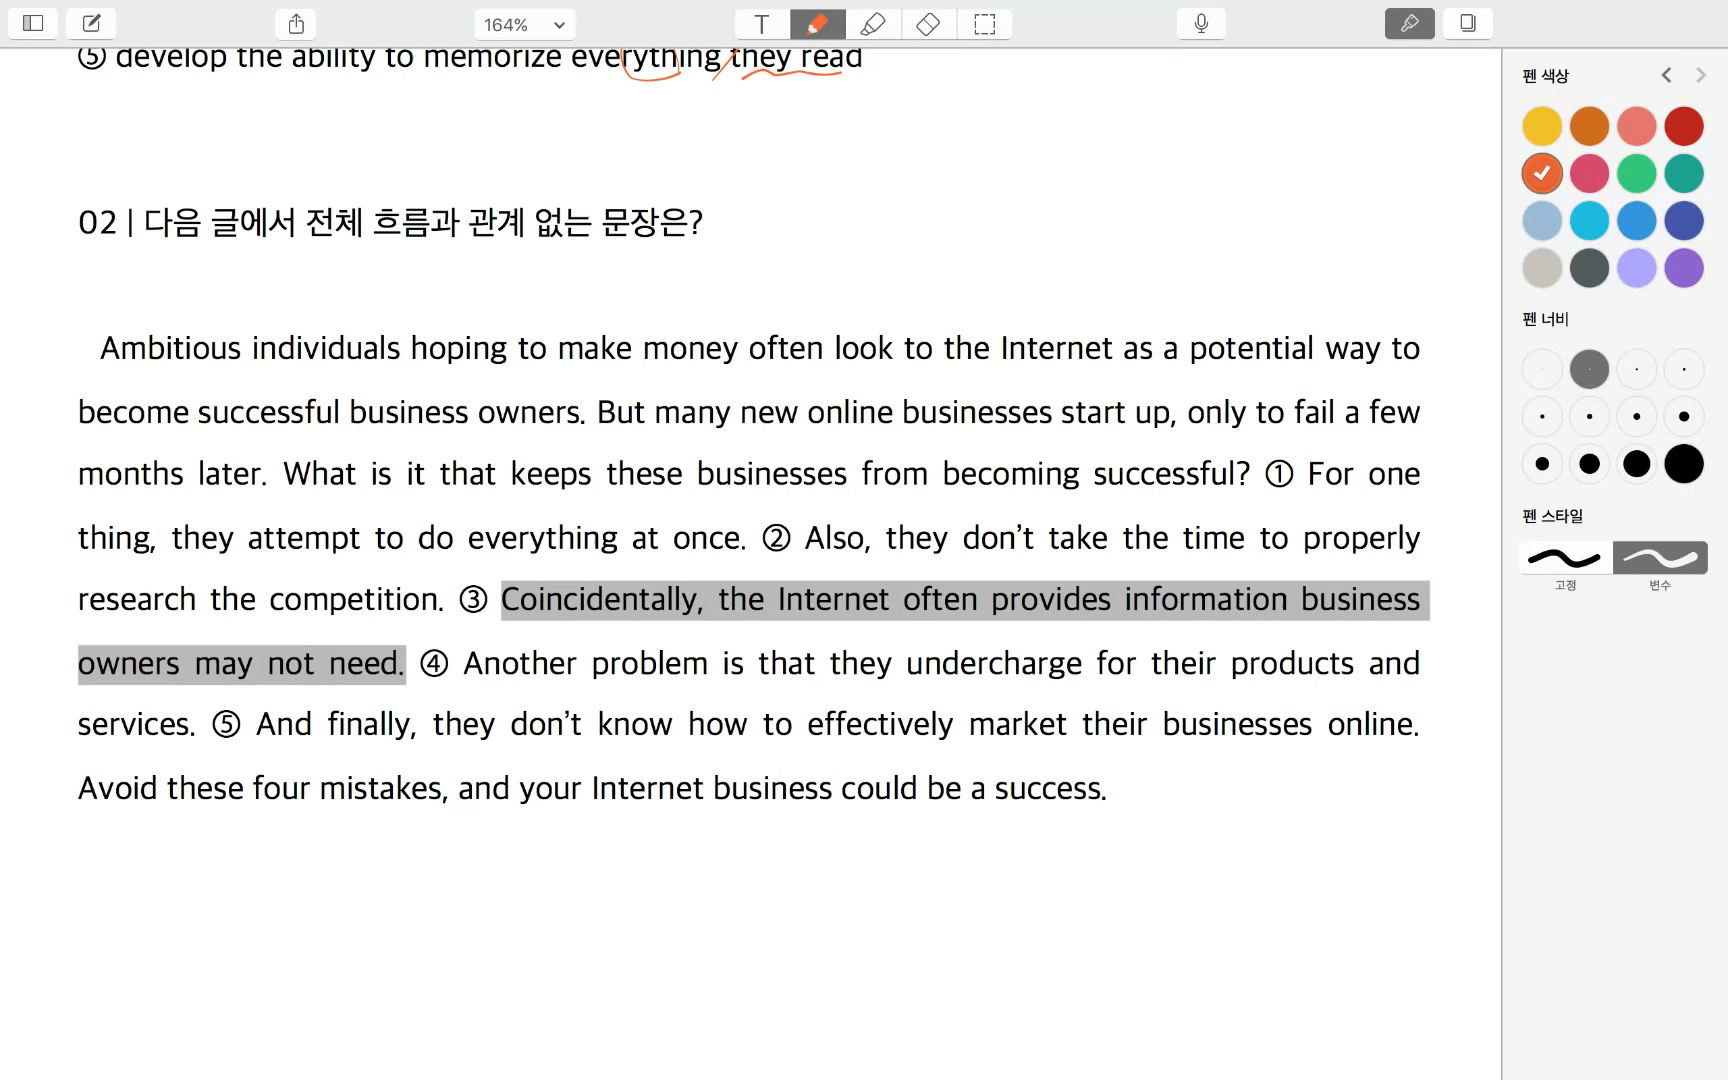 164%
T
펜 색상
⑤ develop the ability to memorize everything they read
02 | 다음 글에서 전체 흐름과 관계 없는 문장은?
Ambitious individuals hoping to make money often look to the Internet as a potential way to
become successful business owners. But many new online businesses start up, only to fail a few
months later. What is it that keeps these businesses from becoming successful? ① For one
thing, they attempt to do everything at once. ② Also, they don't take the time to properly
research the competition. ③ Coincidentally, the Internet often provides information business
owners may not need. ④ Another problem is that they undercharge for their products and
services. ⑤ And finally, they don't know how to effectively market their businesses online.
Avoid these four mistakes, and your Internet business could be a success.
펜 너비
펜 스타일
고정
변수